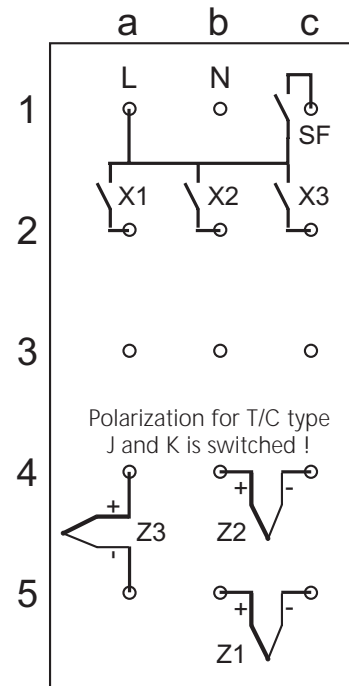 a b c
L N
1
SF
X1 X2 X3
2
3
Polarization for T/C type
J and K is switched !
4
+ - 
+ Z3 Z2
-
5
+ -
Z1